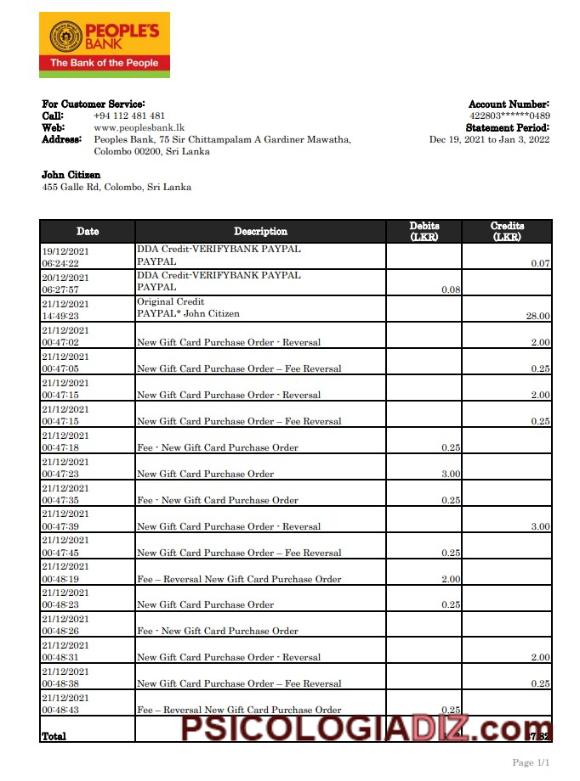 PEOPLE'S
BANK
The Bank of the People
For Customer Service:
Call: +94 112 481 481
Web: www.peoplesbank.lk
Address: Peoples Bank, 75 Sir Chittampalam A Gardiner Mawatha,
Colombo 00200, Sri Lanka
Account Number:
422803******0489
Statement Period:
Dec 19, 2021 to Jan 3, 2022
John Citizen
455 Galle Rd, Colombo, Sri Lanka
Date Description Debits (LKR) Credits (LKR)
19/12/2021 DDA Credit-VERIFYBANK PAYPAL
06:24:22 PAYPAL 0.07
20/12/2021 DDA Credit-VERIFYBANK PAYPAL
06:27:57 PAYPAL 0.08
21/12/2021 Original Credit
14:49:23 PAYPAL* John Citizen 28.00
21/12/2021
00:47:02 New Gift Card Purchase Order - Reversal 2.00
21/12/2021
00:47:05 New Gift Card Purchase Order – Fee Reversal 0.25
21/12/2021
00:47:15 New Gift Card Purchase Order - Reversal 2.00
21/12/2021
00:47:15 New Gift Card Purchase Order – Fee Reversal 0.25
21/12/2021
00:47:18 Fee - New Gift Card Purchase Order 0.25
21/12/2021
00:47:23 New Gift Card Purchase Order 3.00
21/12/2021
00:47:35 Fee - New Gift Card Purchase Order 0.25
21/12/2021
00:47:39 New Gift Card Purchase Order - Reversal 3.00
21/12/2021
00:47:45 New Gift Card Purchase Order – Fee Reversal 0.25
21/12/2021
00:48:19 Fee – Reversal New Gift Card Purchase Order 2.00
21/12/2021
00:48:23 New Gift Card Purchase Order 0.25
21/12/2021
00:48:26 Fee - New Gift Card Purchase Order
21/12/2021
00:48:31 New Gift Card Purchase Order - Reversal 2.00
21/12/2021
00:48:38 New Gift Card Purchase Order – Fee Reversal 0.25
21/12/2021
00:48:43 Fee – Reversal New Gift Card Purchase Order 0.25
Total
PSICOLOGIADIZ.com
Page 1/1